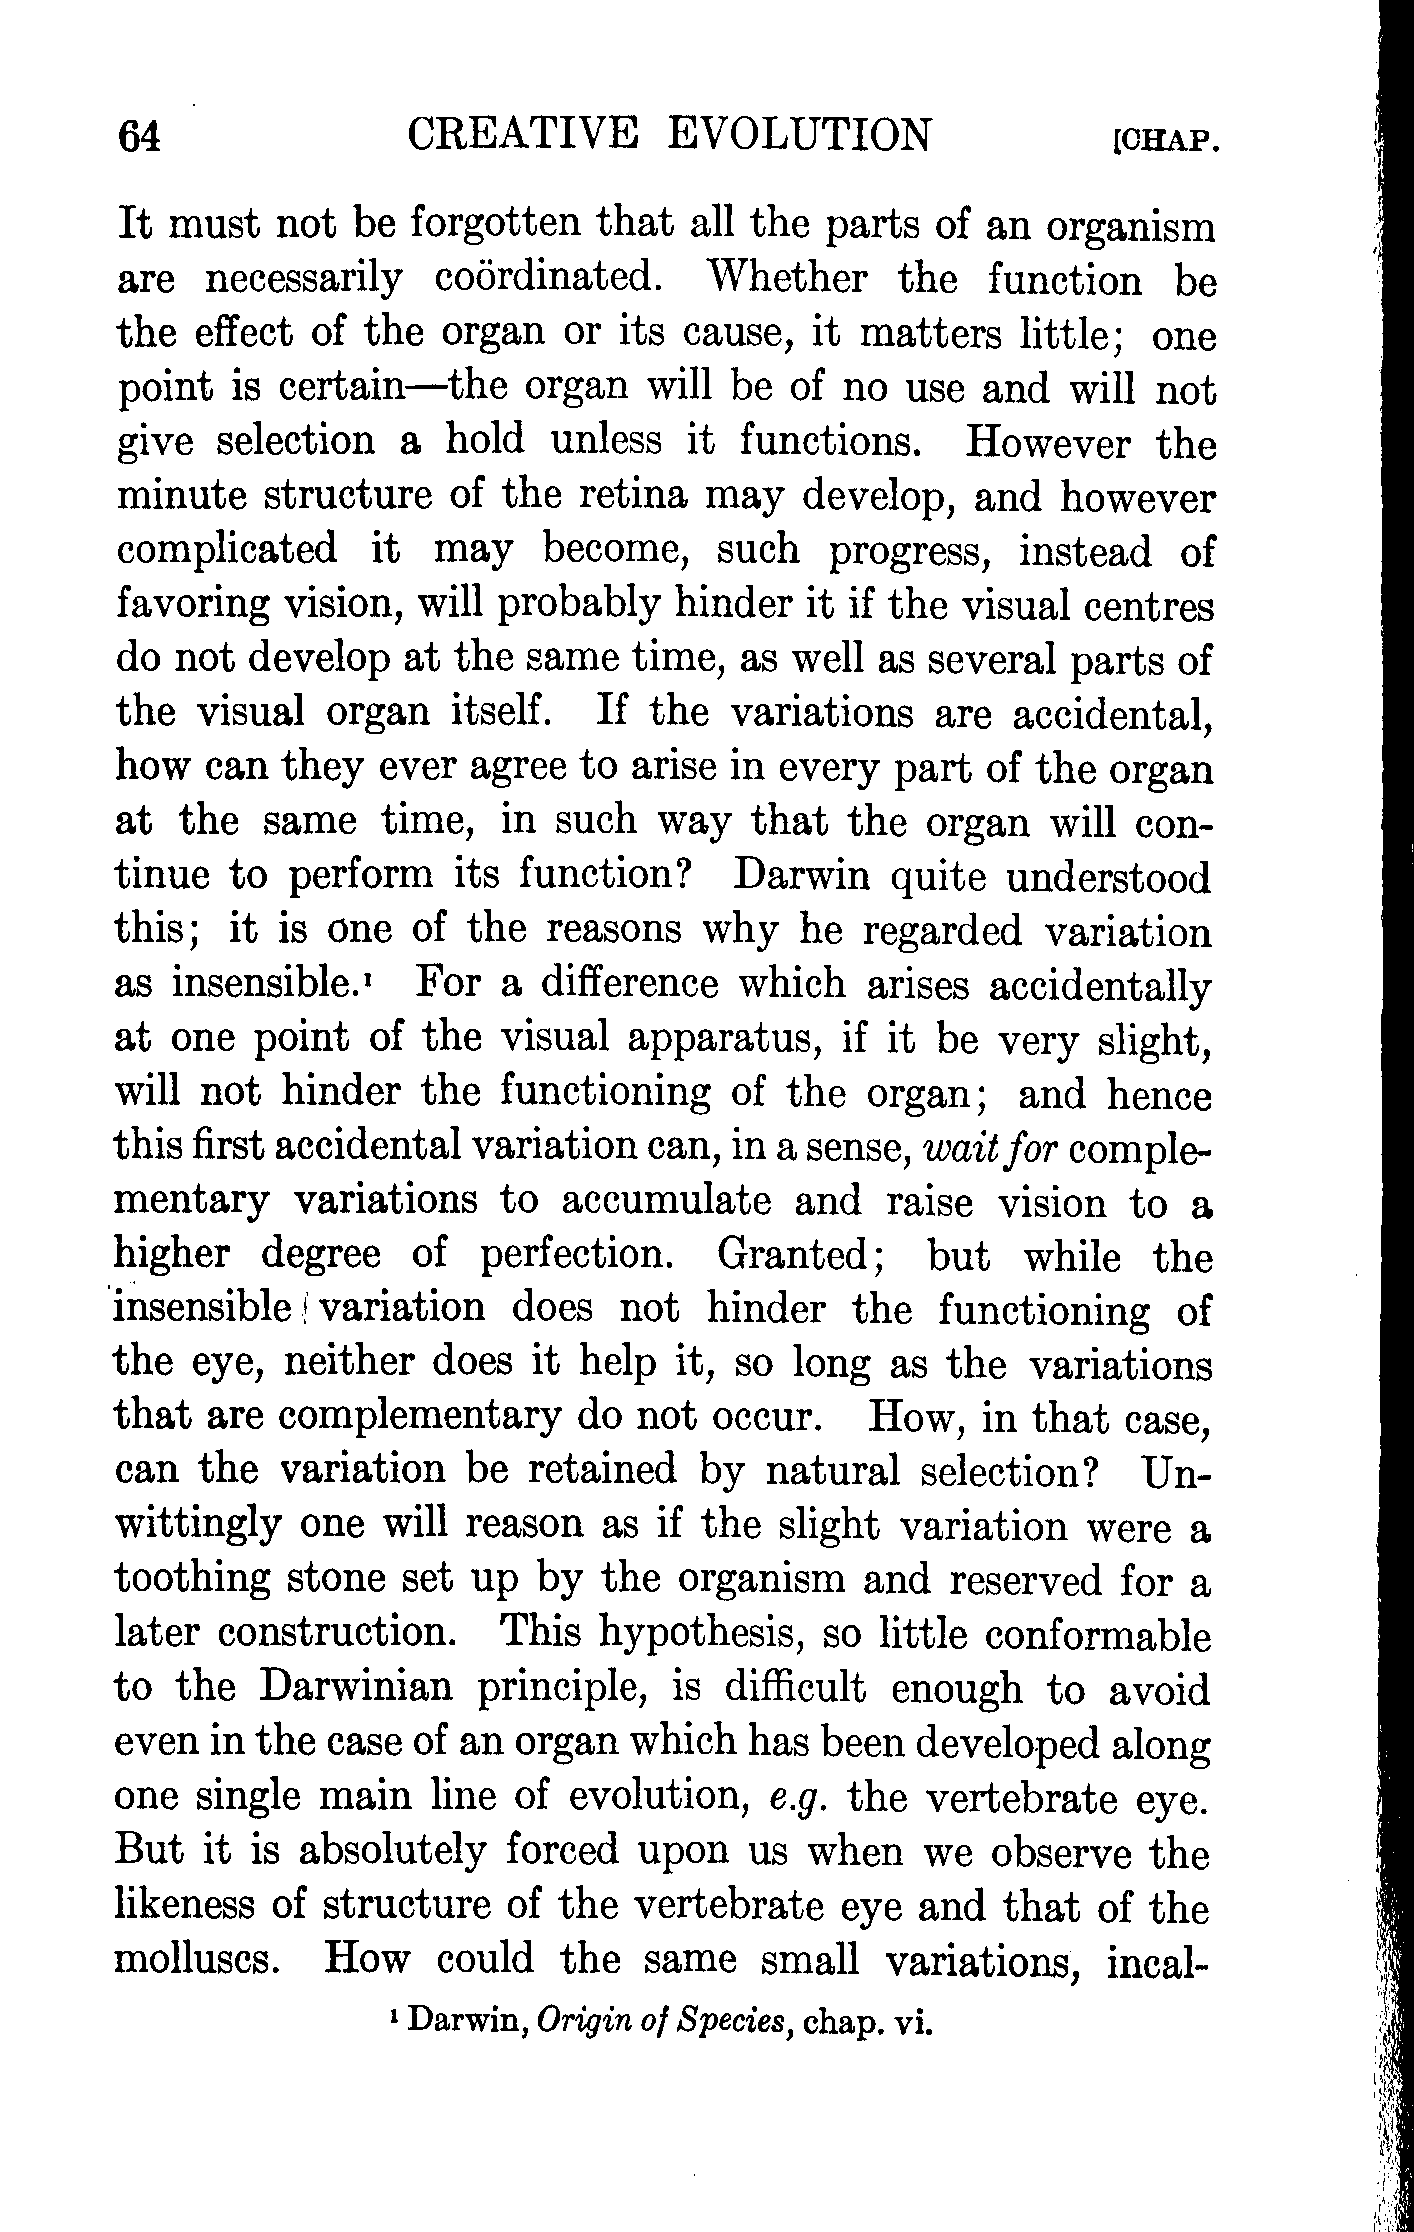 64 CREATIVE EVOLUTION [CHAP.
It must not be forgotten that all the parts of an organism
are necessarily coördinated. Whether the function be
the effect of the organ or its cause, it matters little; one
point is certain—the organ will be of no use and will not
give selection a hold unless it functions. However the
minute structure of the retina may develop, and however
complicated it may become, such progress, instead of
favoring vision, will probably hinder it if the visual centres
do not develop at the same time, as well as several parts of
the visual organ itself. If the variations are accidental,
how can they ever agree to arise in every part of the organ
at the same time, in such way that the organ will con-
tinue to perform its function? Darwin quite understood
this; it is one of the reasons why he regarded variation
as insensible.¹ For a difference which arises accidentally
at one point of the visual apparatus, if it be very slight,
will not hinder the functioning of the organ; and hence
this first accidental variation can, in a sense, wait for comple-
mentary variations to accumulate and raise vision to a
higher degree of perfection. Granted; but while the
insensible variation does not hinder the functioning of
the eye, neither does it help it, so long as the variations
that are complementary do not occur. How, in that case,
can the variation be retained by natural selection? Un-
wittingly one will reason as if the slight variation were a
toothing stone set up by the organism and reserved for a
later construction. This hypothesis, so little conformable
to the Darwinian principle, is difficult enough to avoid
even in the case of an organ which has been developed along
one single main line of evolution, e.g. the vertebrate eye.
But it is absolutely forced upon us when we observe the
likeness of structure of the vertebrate eye and that of the
molluscs. How could the same small variations, incal-
¹ Darwin, Origin of Species, chap. vi.